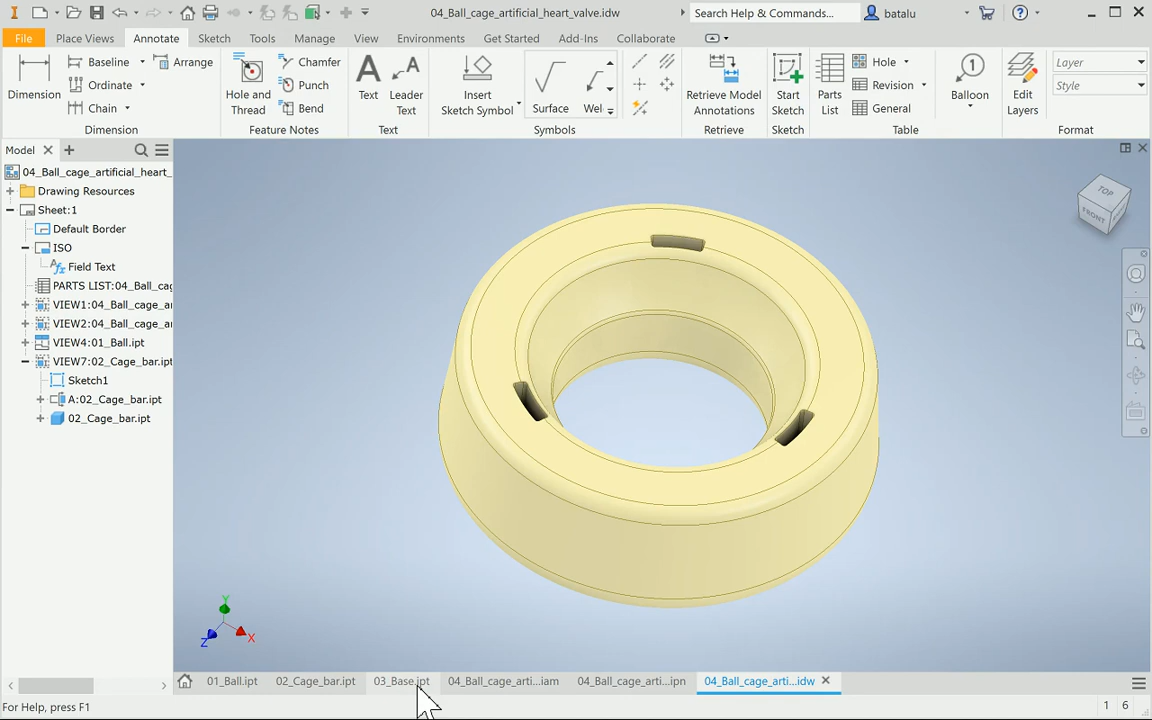 04_Ball_cage_artificial_heart_valve.idw
Search Help & Commands...
batalu
File
Place Views
Annotate
Sketch
Tools
Manage
View
Environments
Get Started
Add-Ins
Collaborate
Dimension
Baseline
Ordinate
Chain
Arrange
Dimension
Hole and
Thread
Chamfer
Punch
Bend
Feature Notes
Text
Leader
Text
Text
Insert
Sketch Symbol
Surface
Wel
Symbols
Retrieve Model
Annotations
Retrieve
Start
Sketch
Sketch
Parts
List
Hole
Revision
General
Table
Balloon
1
Edit
Layers
Layer
Style
Format
Model
04_Ball_cage_artificial_heart_
Drawing Resources
Sheet:1
Default Border
ISO
Field Text
PARTS LIST:04_Ball_cag
VIEW1:04_Ball_cage_ar
VIEW2:04_Ball_cage_ar
VIEW4:01_Ball.ipt
VIEW7:02_Cage_bar.ipt
Sketch1
A:02_Cage_bar.ipt
02_Cage_bar.ipt
TOP
FRONT
Y
Z
X
01_Ball.ipt
02_Cage_bar.ipt
03_Base.ipt
04_Ball_cage_arti...iam
04_Ball_cage_arti...ipn
04_Ball_cage_arti...idw
For Help, press F1
1
6